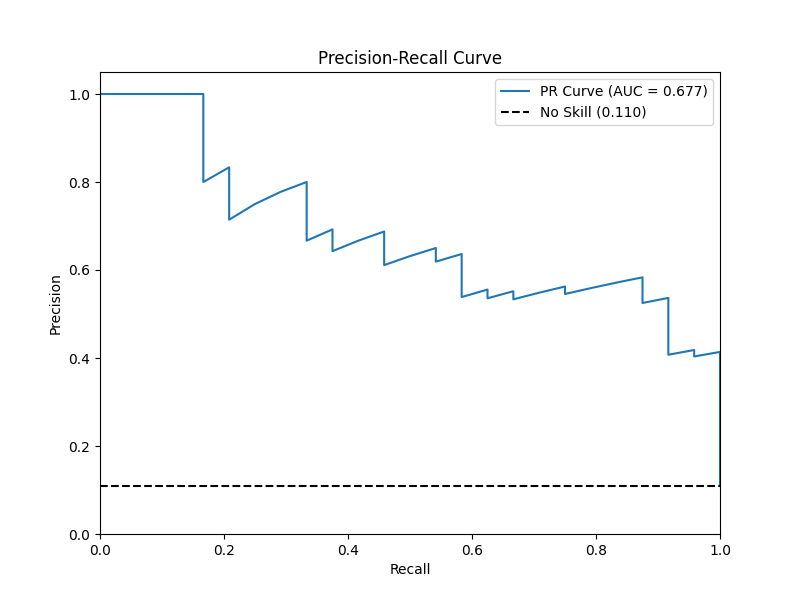 Precision-Recall Curve
PR Curve (AUC = 0.677)
No Skill (0.110)
1.0
0.8
0.6
0.4
0.2
0.0
Precision
0.0 0.2 0.4 0.6 0.8 1.0
Recall